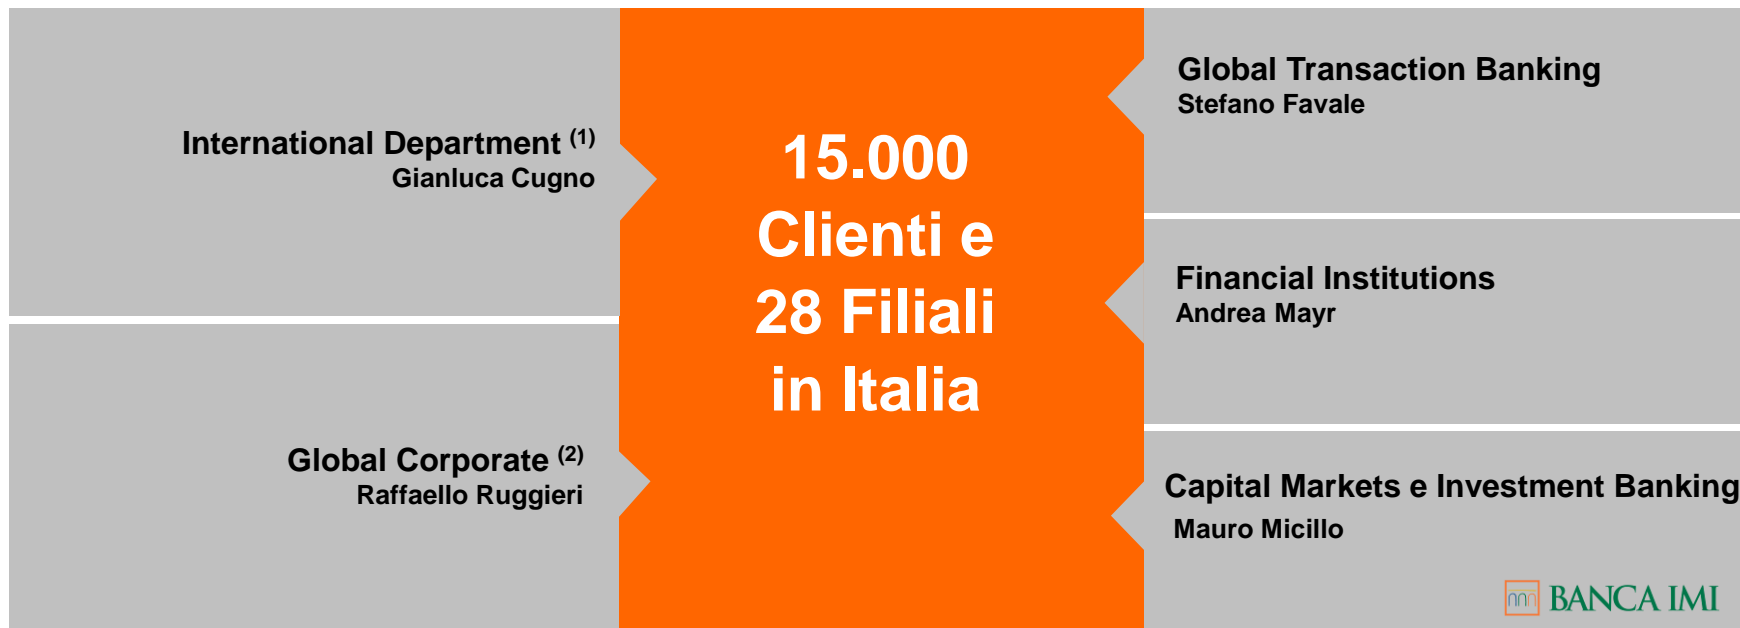 International Department (1)
Gianluca Cugno
Global Corporate (2)
Raffaello Ruggieri
15.000
Clienti e
28 Filiali
in Italia
Global Transaction Banking
Stefano Favale
Financial Institutions
Andrea Mayr
Capital Markets e Investment Banking
Mauro Micillo
BANCA IMI